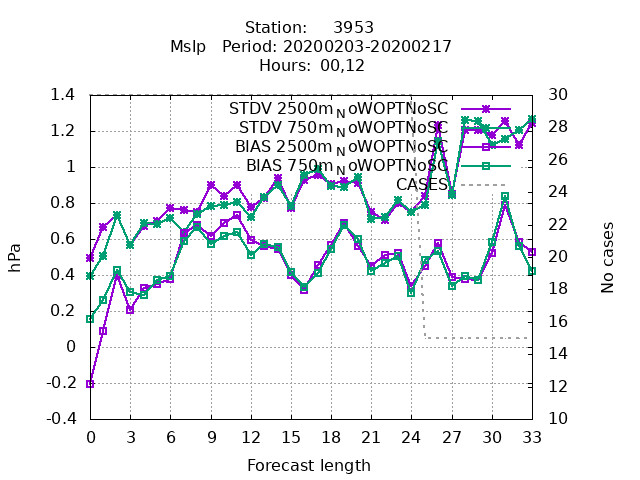 Station: 3953
Mslp Period: 20200203-20200217
Hours: 00,12
STDV 2500m_NoWOPTNoSC
STDV 750m_NoWOPTNoSC
BIAS 2500m_NoWOPTNoSC
BIAS 750m_NoWOPTNoSC
CASES
1.4
1.2
1
0.8
0.6
0.4
0.2
0
-0.2
-0.4
hPa
30
28
26
24
22
20
18
16
14
12
10
No cases
0 3 6 9 12 15 18 21 24 27 30 33
Forecast length